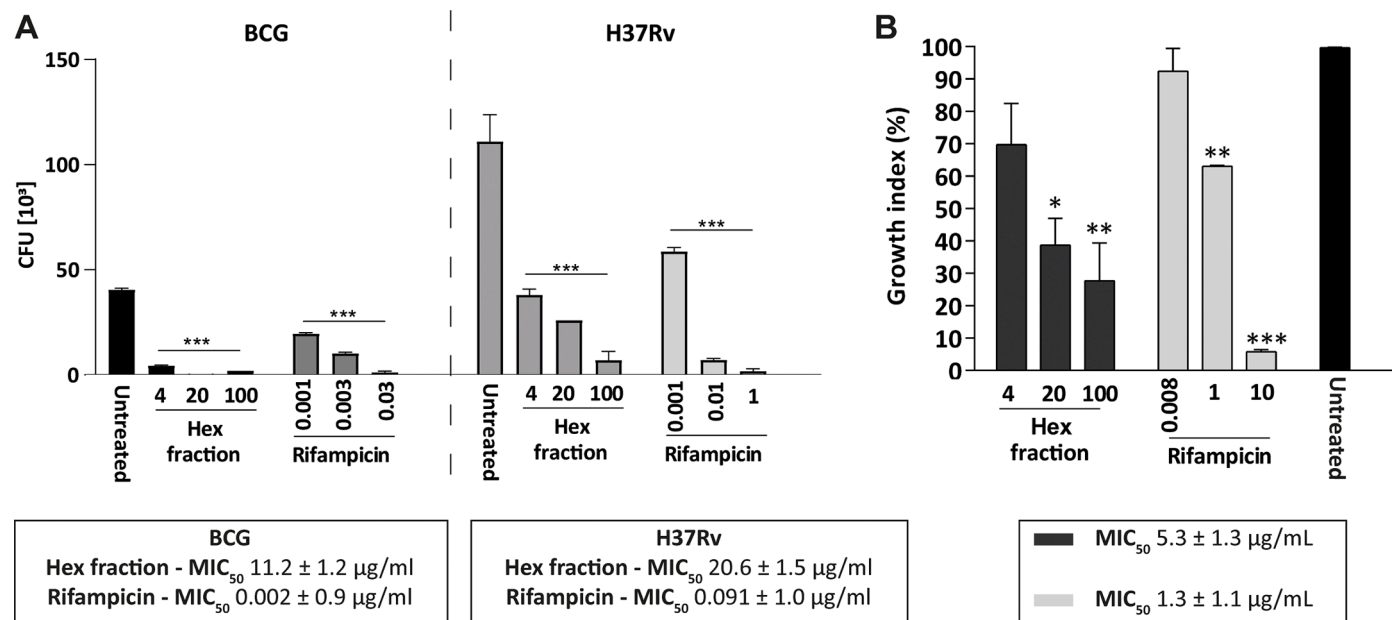 A
BCG
H37Rv
150
100
50
0
CFU [10³]
***
***
***
***
Untreated
4 20 100
Hex
fraction
0.001
0.003
0.03
Rifampicin
Untreated
4 20 100
Hex
fraction
0.001
0.01
1
Rifampicin
BCG
Hex fraction - MIC₅₀ 11.2 ± 1.2 µg/ml
Rifampicin - MIC₅₀ 0.002 ± 0.9 µg/ml
H37Rv
Hex fraction - MIC₅₀ 20.6 ± 1.5 µg/ml
Rifampicin - MIC₅₀ 0.091 ± 1.0 µg/ml
B
100
90
80
70
60
50
40
30
20
10
0
Growth index (%)
*
**
**
***
4 20 100
Hex
fraction
0.008
1
10
Rifampicin
Untreated
MIC₅₀ 5.3 ± 1.3 µg/mL
MIC₅₀ 1.3 ± 1.1 µg/mL